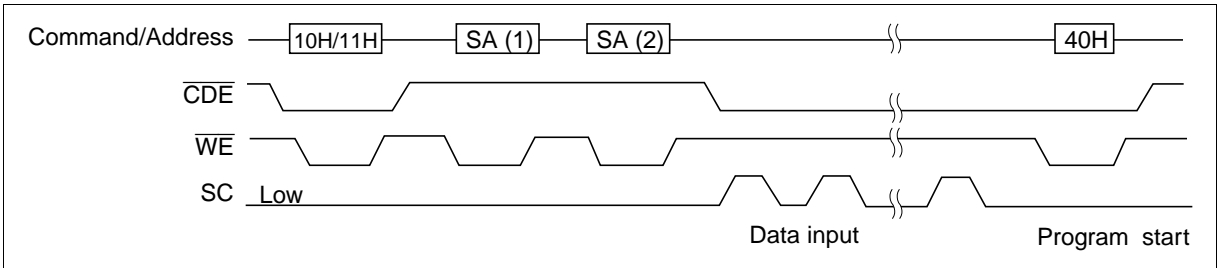 Command/Address 10H/11H SA (1) SA (2) 40H
CDE
WE
SC Low
Data input Program start